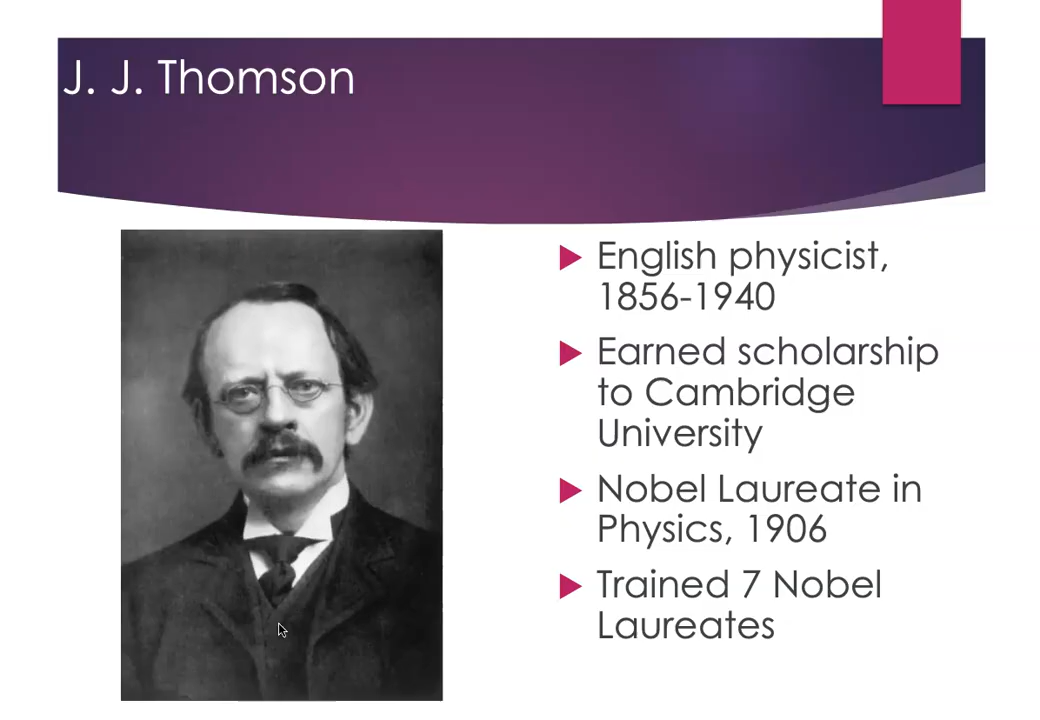 J. J. Thomson
English physicist,
1856-1940
Earned scholarship
to Cambridge
University
Nobel Laureate in
Physics, 1906
Trained 7 Nobel
Laureates